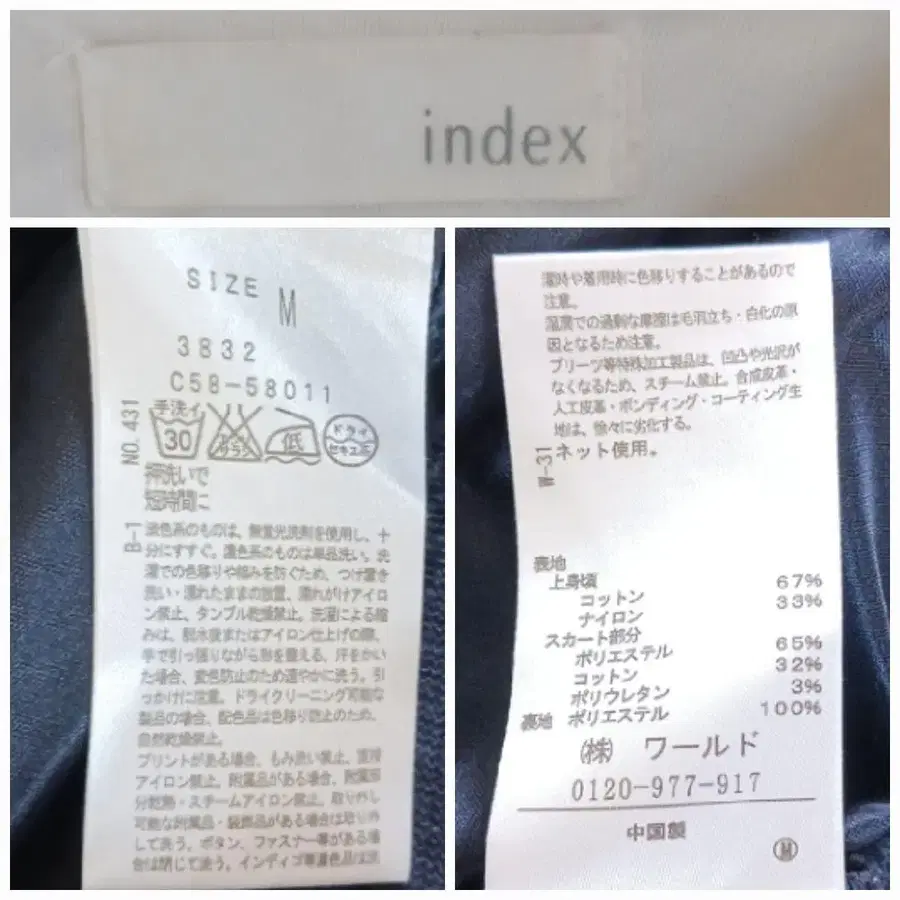 index
SIZE M
3832
C58-58011
NO.431
手洗イ
30
エンソサラシ
低
ドライ
セキユ系
押洗いで
短時間に
B-1
淡色系のものは、無蛍光洗剤を使用し、十
分にすすぐ。濃色系のものは単品洗い。洗
濯での色移りや縮みを防ぐため、つけ置き
洗い・濡れたままの放置、濡れがけアイロ
ン禁止、タンブル乾燥禁止。洗濯による縮
みは、脱水後またはアイロン仕上げの際、
手で引っ張りながら形を整える。汗をかい
た場合、変色防止のため速やかに洗う。引
っかけに注意。ドライクリーニング可能な
製品の場合、配色品は色移り防止のため、
自然乾燥禁止。
プリントがある場合、もみ洗い禁止、直接
アイロン禁止。附属品がある場合、附属部
分乾熱・スチームアイロン禁止。取り外し
可能な附属品・装飾品がある場合は取り外
して洗う。ボタン、ファスナー等がある場
合は閉じて洗う。インディゴ等濃色品は洗
濯時や着用時に色移りすることがあるので
注意。
湿潤での過剰な摩擦は毛羽立ち・白化の原
因となるため注意。
プリーツ等特殊加工製品は、凹凸や光沢が
なくなるため、スチーム禁止。合成皮革・
人工皮革・ボンディング・コーティング生
地は、徐々に劣化する。
W-31 ネット使用。
表地
上身頃
コットン 67%
ナイロン 33%
スカート部分
ポリエステル 65%
コットン 32%
ポリウレタン 3%
裏地 ポリエステル 100%
(株) ワールド
0120-977-917
中国製
M